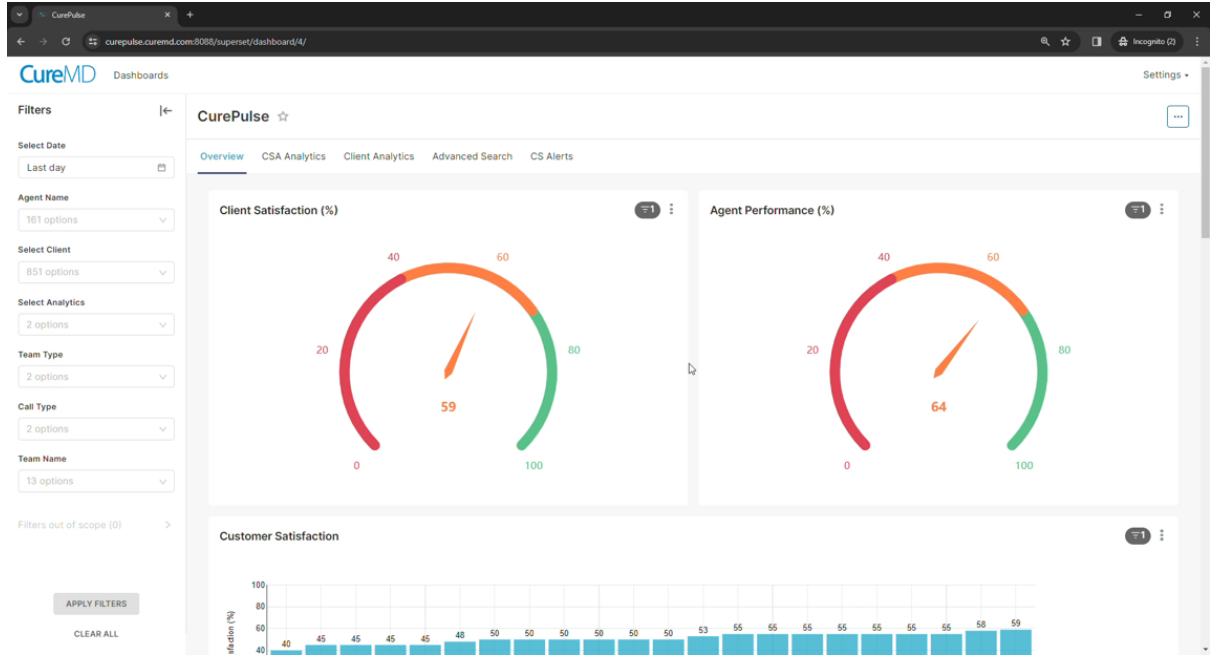 CurePulse
curepulse.curemd.com:8088/superset/dashboard/4/
Incognito (2)
CureMD Dashboards Settings
Filters
Select Date
Last day
Agent Name
161 options
Select Client
851 options
Select Analytics
2 options
Team Type
2 options
Call Type
2 options
Team Name
13 options
Filters out of scope (0)
APPLY FILTERS
CLEAR ALL
CurePulse
Overview CSA Analytics Client Analytics Advanced Search CS Alerts
Client Satisfaction (%) 1
40 60
20 80
59
0 100
Agent Performance (%) 1
40 60
20 80
64
0 100
Customer Satisfaction 1
100
80
60
40
sfaction (%)
40 45 45 45 45 48 50 50 50 50 50 50 53 55 55 55 55 55 55 55 58 59